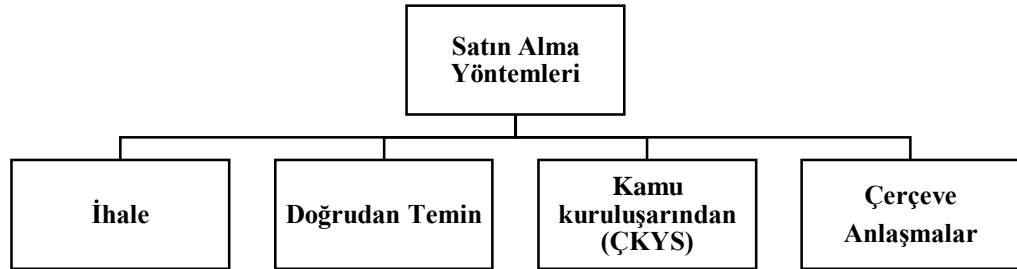 Satın Alma
Yöntemleri
İhale
Doğrudan Temin
Kamu
kuruluşarından
(ÇKYS)
Çerçeve
Anlaşmalar